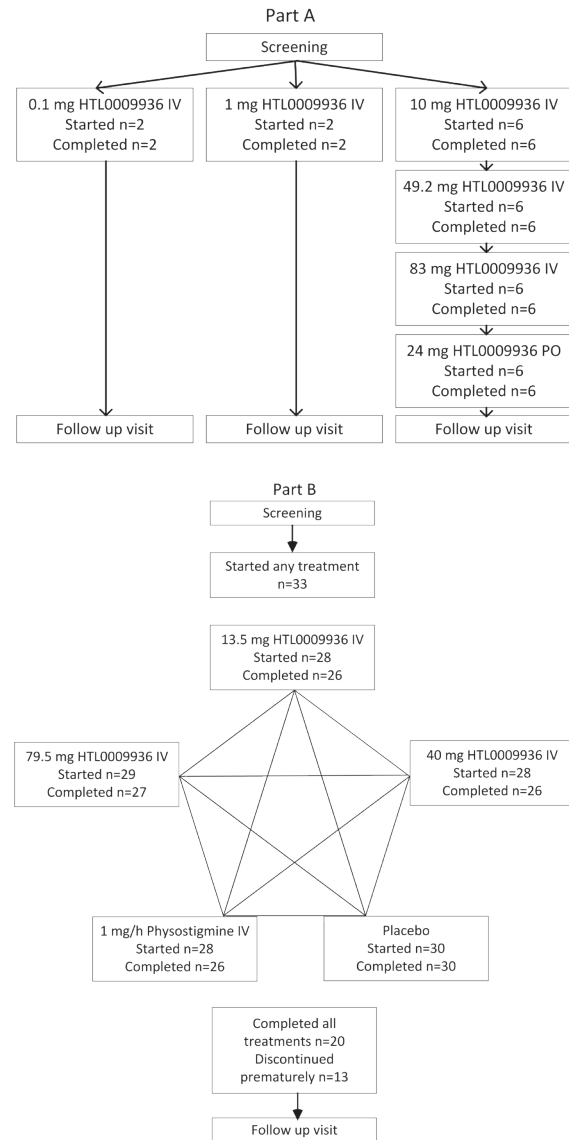 Part A
Screening
0.1 mg HTL0009936 IV
Started n=2
Completed n=2
1 mg HTL0009936 IV
Started n=2
Completed n=2
10 mg HTL0009936 IV
Started n=6
Completed n=6
49.2 mg HTL0009936 IV
Started n=6
Completed n=6
83 mg HTL0009936 IV
Started n=6
Completed n=6
24 mg HTL0009936 PO
Started n=6
Completed n=6
Follow up visit
Follow up visit
Follow up visit
Part B
Screening
Started any treatment
n=33
13.5 mg HTL0009936 IV
Started n=28
Completed n=26
79.5 mg HTL0009936 IV
Started n=29
Completed n=27
40 mg HTL0009936 IV
Started n=28
Completed n=26
1 mg/h Physostigmine IV
Started n=28
Completed n=26
Placebo
Started n=30
Completed n=30
Completed all
treatments n=20
Discontinued
prematurely n=13
Follow up visit